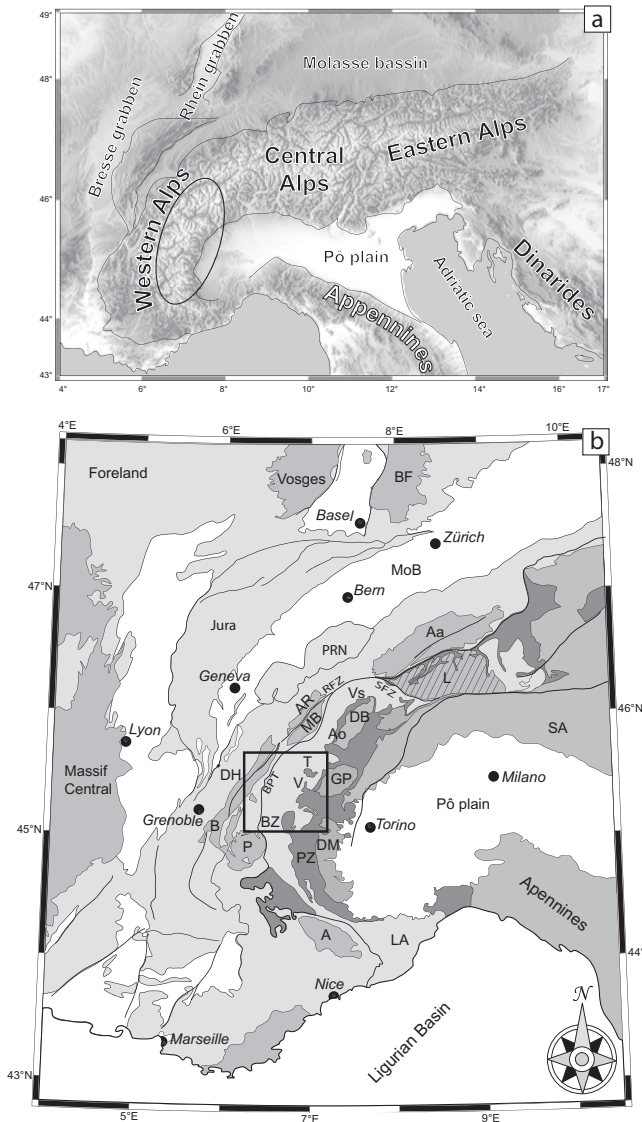 a
49°
48°
46°
44°
43°
4°
6°
8°
10°
12°
14°
16°
17°
Bresse grabben
Rhein grabben
Molasse bassin
Eastern Alps
Central
Alps
Western Alps
Pô plain
Adriatic sea
Dinarides
Appennines
b
4°E
6°E
8°E
10°E
48°N
47°N
46°N
45°N
44°N
43°N
5°E
7°E
9°E
Foreland
Vosges
BF
Basel
Zürich
MoB
Bern
Jura
PRN
Aa
Geneva
RFZ
AR
MB
Vs
SFZ
L
DB
Ao
SA
Lyon
Massif
Central
DH
BPT
T
V
GP
Milano
Pô plain
Grenoble
B
BZ
Torino
P
DM
PZ
Apennines
A
LA
Nice
Marseille
Ligurian Basin
N